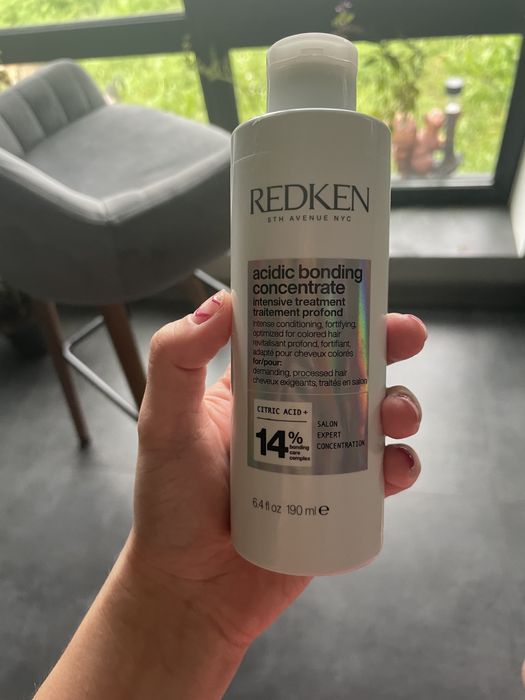 REDKEN
5TH AVENUE NYC
acidic bonding
concentrate
intensive treatment
traitement profond
intense conditioning, fortifying,
optimized for colored hair
revitalisant profond, fortifiant,
adapté pour cheveux colorés
for/pour:
demanding, processed hair
cheveux exigeants, traités en salon
CITRIC ACID +
14%
bonding
care
complex
SALON
EXPERT
CONCENTRATION
6.4 fl oz 190 ml e